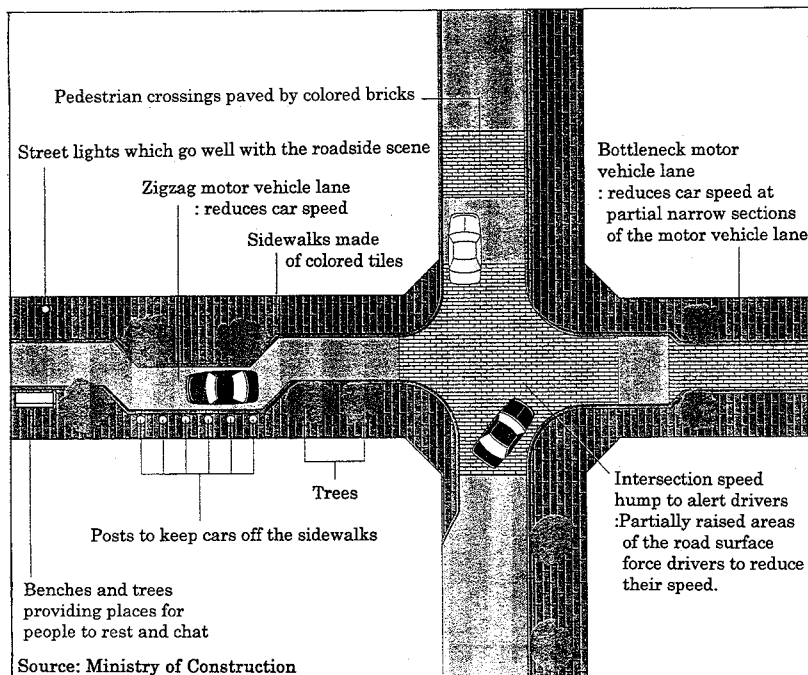 Pedestrian crossings paved by colored bricks
Street lights which go well with the roadside scene
Zigzag motor vehicle lane
: reduces car speed
Sidewalks made
of colored tiles
Bottleneck motor
vehicle lane
: reduces car speed at
partial narrow sections
of the motor vehicle lane
Trees
Posts to keep cars off the sidewalks
Intersection speed
hump to alert drivers
:Partially raised areas
of the road surface
force drivers to reduce
their speed.
Benches and trees
providing places for
people to rest and chat
Source: Ministry of Construction